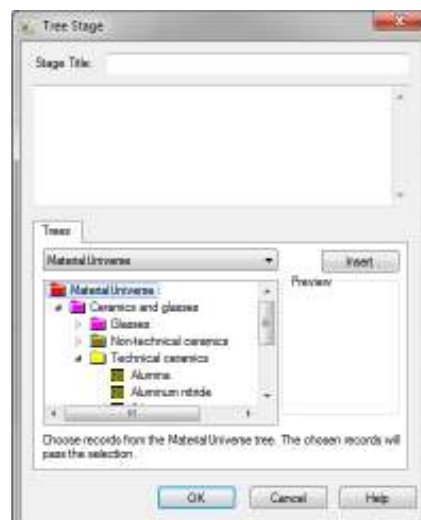 Tree Stage
Stage Title:
Trees
MaterialUniverse
Insert
Preview
MaterialUniverse
Ceramics and glasses
Glasses
Non-technical ceramics
Technical ceramics
Alumina
Aluminum nitride
Choose records from the MaterialUniverse tree. The chosen records will
pass the selection.
OK
Cancel
Help